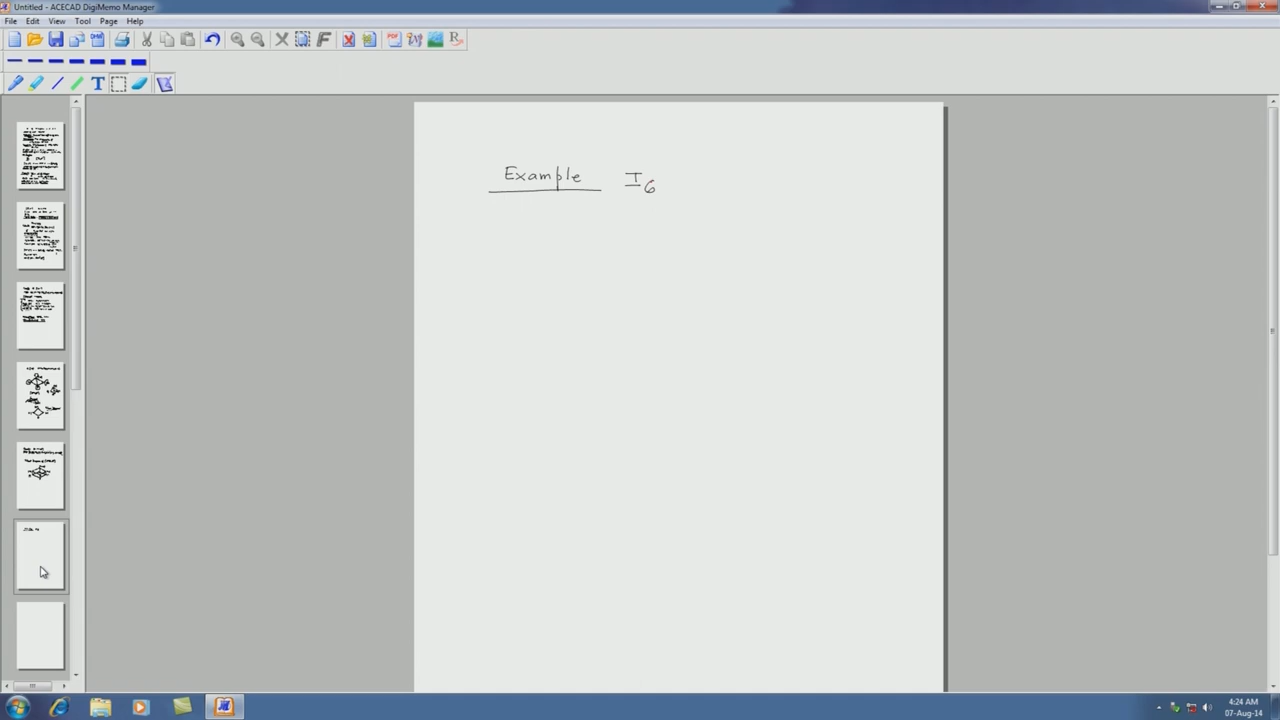 Untitled - ACECAD DigiMemo Manager
File Edit View Tool Page Help
Example I6
4:24 AM
07-Aug-14